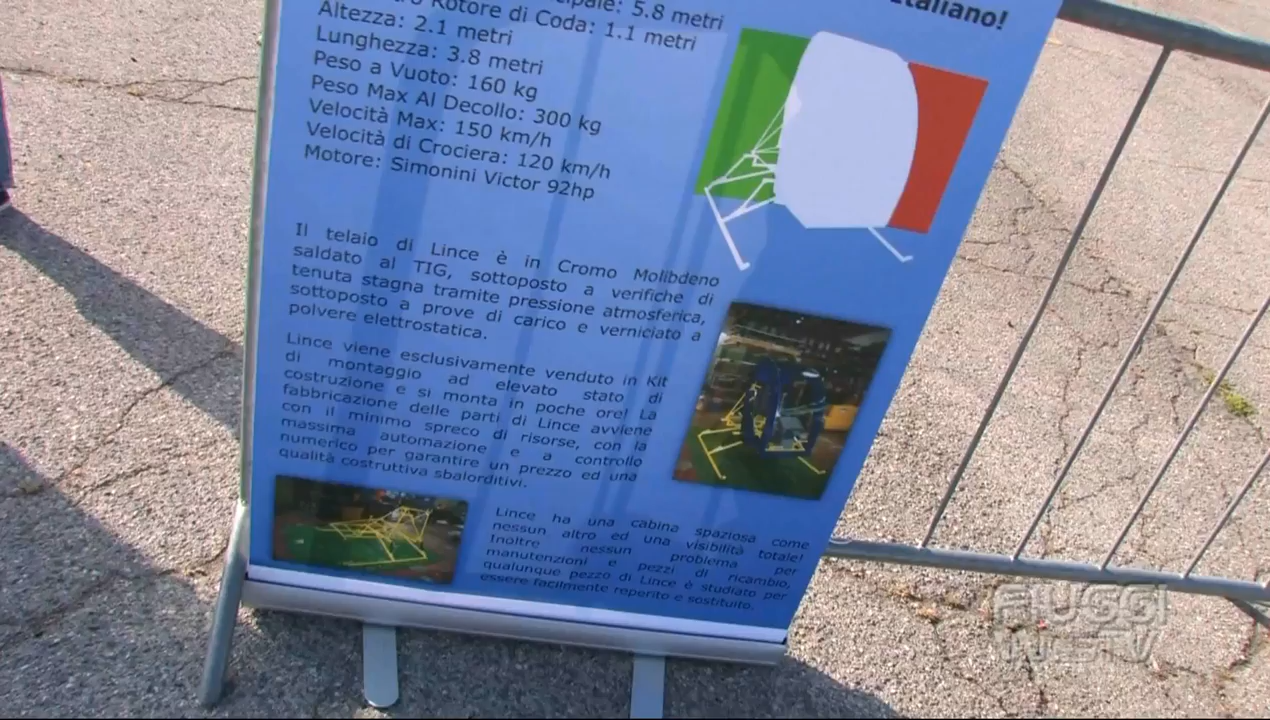 cipale: 5.8 metri
Rotore di Coda: 1.1 metri
Altezza: 2.1 metri
Lunghezza: 3.8 metri
Peso a Vuoto: 160 kg
Peso Max Al Decollo: 300 kg
Velocità Max: 150 km/h
Velocità di Crociera: 120 km/h
Motore: Simonini Victor 92hp
Italiano!
Il telaio di Lince è in Cromo Molibdeno
saldato al TIG, sottoposto a verifiche di
tenuta stagna tramite pressione atmosferica,
sottoposto a prove di carico e verniciato a
polvere elettrostatica.
Lince viene esclusivamente venduto in Kit
di montaggio ad elevato stato di
costruzione e si monta in poche ore! La
fabbricazione delle parti di Lince avviene
con il minimo spreco di risorse, con la
massima automazione e a controllo
numerico per garantire un prezzo ed una
qualità costruttiva sbalorditivi.
Lince ha una cabina spaziosa come
nessun altro ed una visibilità totale!
Inoltre nessun problema per
manutenzioni e pezzi di ricambio,
qualunque pezzo di Lince è studiato per
essere facilmente reperito e sostituito.
FIUGGI
TV